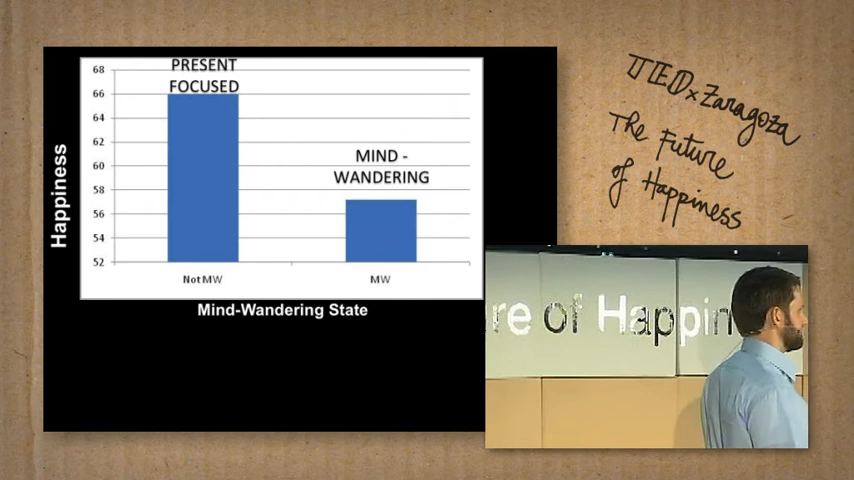 PRESENT
FOCUSED
68
66
64
62
60
58
56
54
52
MIND -
WANDERING
Happiness
Not MW
MW
Mind-Wandering State
TEDxZaragoza
The Future
of Happiness
re of Happin